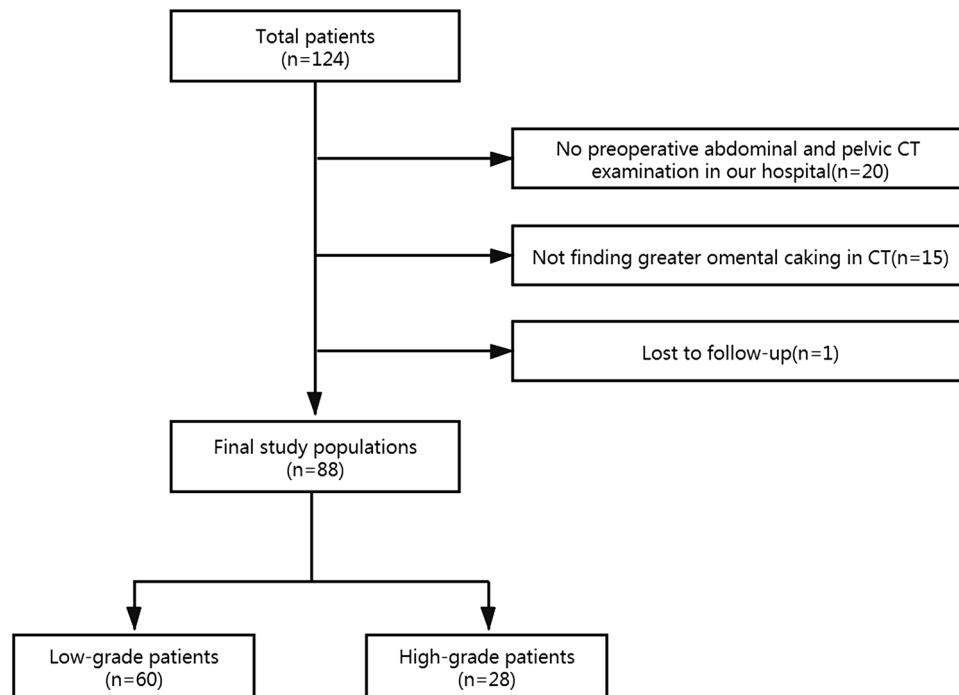 Total patients
(n=124)
No preoperative abdominal and pelvic CT
examination in our hospital(n=20)
Not finding greater omental caking in CT(n=15)
Lost to follow-up(n=1)
Final study populations
(n=88)
Low-grade patients
(n=60)
High-grade patients
(n=28)